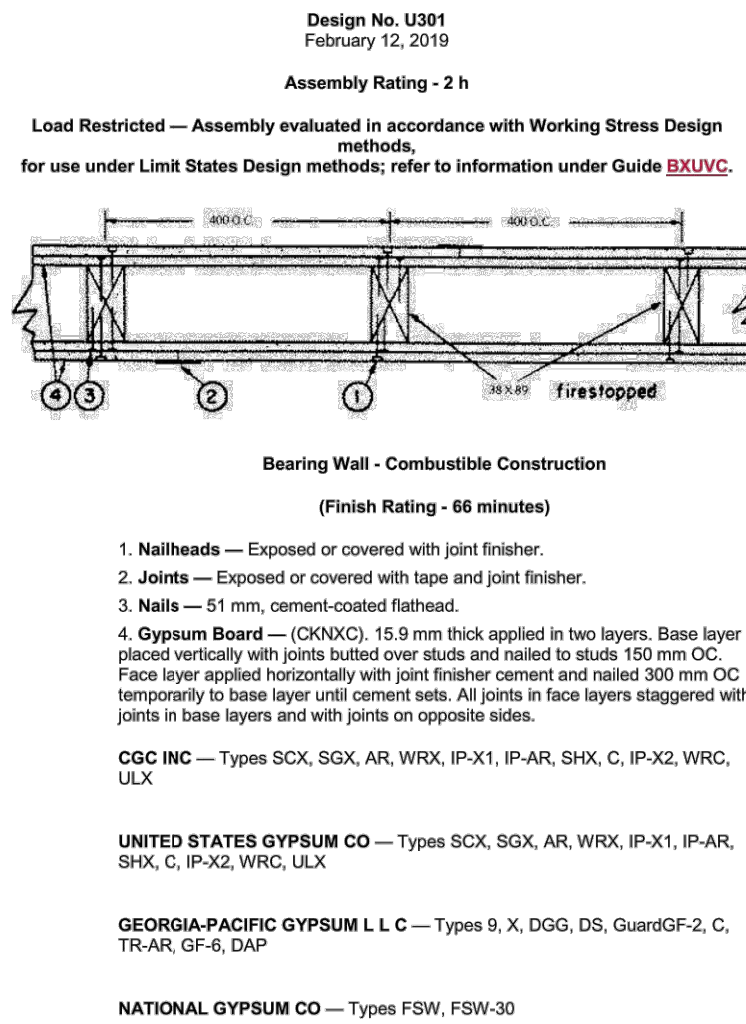 Design No. U301
February 12, 2019
Assembly Rating - 2 h
Load Restricted — Assembly evaluated in accordance with Working Stress Design
methods,
for use under Limit States Design methods; refer to information under Guide BXUVC.
400 O.C. 400 O.C.
4 3 2 1 38 X 89 firestopped
Bearing Wall - Combustible Construction
(Finish Rating - 66 minutes)
1. Nailheads — Exposed or covered with joint finisher.
2. Joints — Exposed or covered with tape and joint finisher.
3. Nails — 51 mm, cement-coated flathead.
4. Gypsum Board — (CKNXC). 15.9 mm thick applied in two layers. Base layer
placed vertically with joints butted over studs and nailed to studs 150 mm OC.
Face layer applied horizontally with joint finisher cement and nailed 300 mm OC
temporarily to base layer until cement sets. All joints in face layers staggered with
joints in base layers and with joints on opposite sides.
CGC INC — Types SCX, SGX, AR, WRX, IP-X1, IP-AR, SHX, C, IP-X2, WRC,
ULX
UNITED STATES GYPSUM CO — Types SCX, SGX, AR, WRX, IP-X1, IP-AR,
SHX, C, IP-X2, WRC, ULX
GEORGIA-PACIFIC GYPSUM L L C — Types 9, X, DGG, DS, GuardGF-2, C,
TR-AR, GF-6, DAP
NATIONAL GYPSUM CO — Types FSW, FSW-30